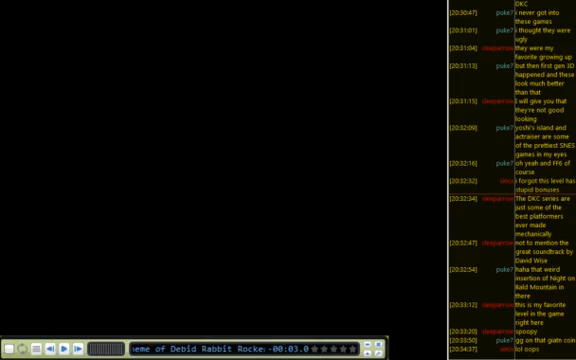 DKC
[20:30:47] puke7 i never got into
these games
[20:31:01] puke7 i thought they were
ugly
[20:31:04] sleeparrow they were my
favorite growing up
[20:31:13] puke7 but then first gen 3D
happened and these
look much better
than that
[20:31:15] sleeparrow I will give you that
they're not good
looking
[20:32:09] puke7 yoshi's island and
actraiser are some
of the prettiest SNES
games in my eyes
[20:32:16] puke7 oh yeah and FF6 of
course
[20:32:32] i forgot this level has
stupid bonuses
[20:32:34] sleeparrow The DKC series are
just some of the
best platformers
ever made
mechanically
[20:32:47] sleeparrow not to mention the
great soundtrack by
David Wise
[20:32:54] puke7 haha that weird
insertion of Night on
Bald Mountain in
there
[20:33:12] sleeparrow this is my favorite
level in the game
right here
[20:33:20] sleeparrow spoopy
[20:33:50] puke7 gg on that giatn coin
[20:34:37] lol oops
eme of Debid Rabbit Rocke -00:03.0